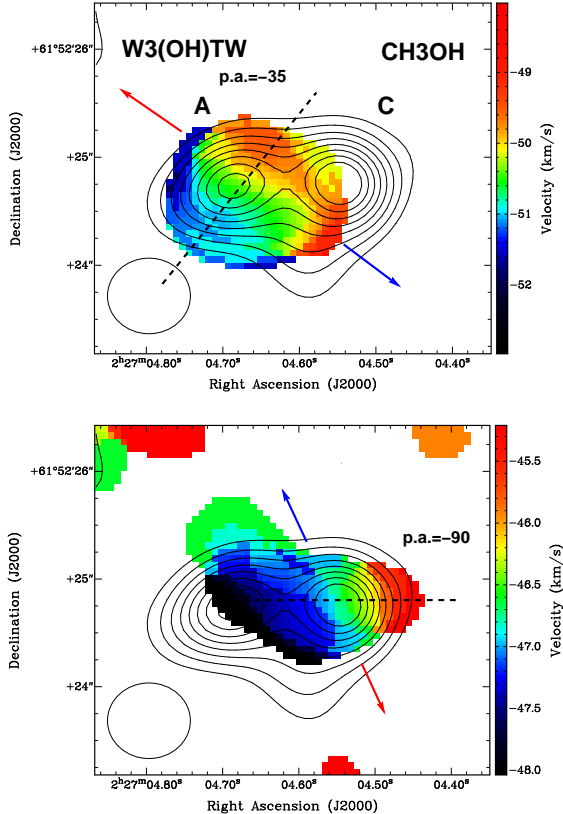 W3(OH)TW
CH3OH
p.a.=−35
A
C
+61°52'26"
+25"
+24"
Declination (J2000)
2ʰ27ᵐ04.80ˢ
04.70ˢ
04.60ˢ
04.50ˢ
04.40ˢ
Right Ascension (J2000)
−49
−50
−51
−52
Velocity (km/s)
p.a.=−90
+61°52'26"
+25"
+24"
Declination (J2000)
2ʰ27ᵐ04.80ˢ
04.70ˢ
04.60ˢ
04.50ˢ
04.40ˢ
Right Ascension (J2000)
−45.5
−46.0
−46.5
−47.0
−47.5
−48.0
Velocity (km/s)